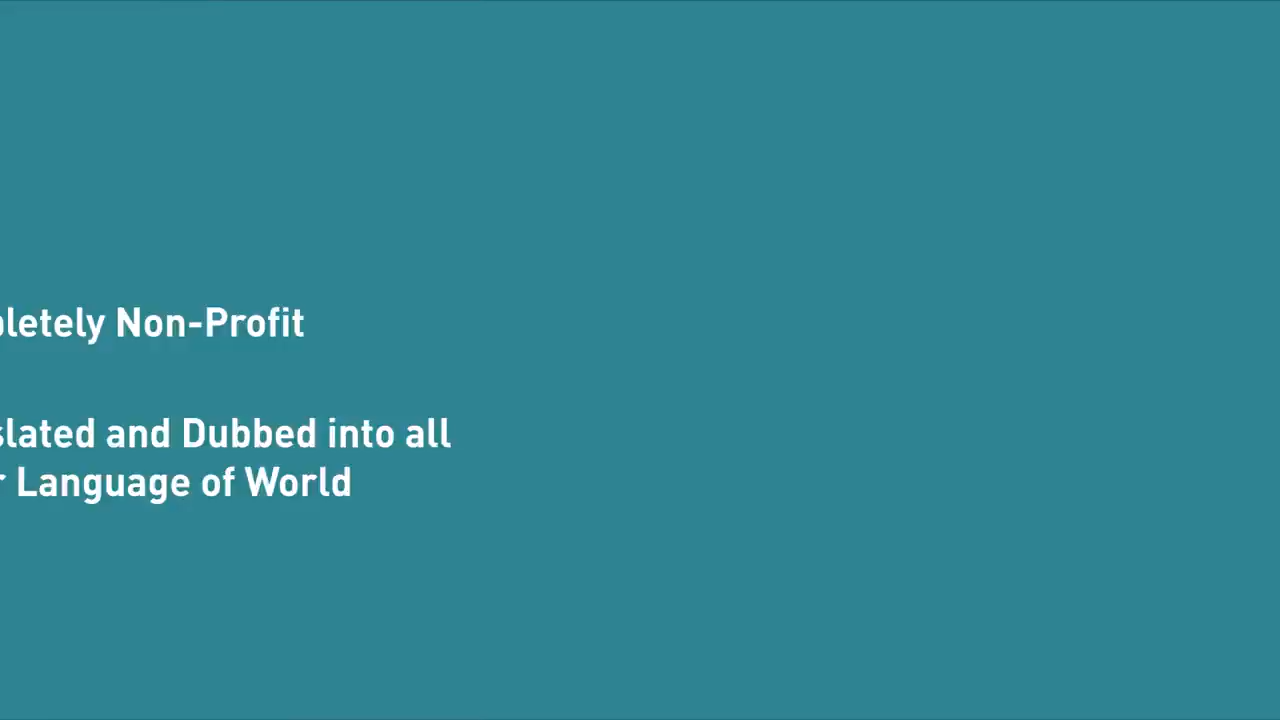 pletely Non-Profit
slated and Dubbed into all
r Language of World